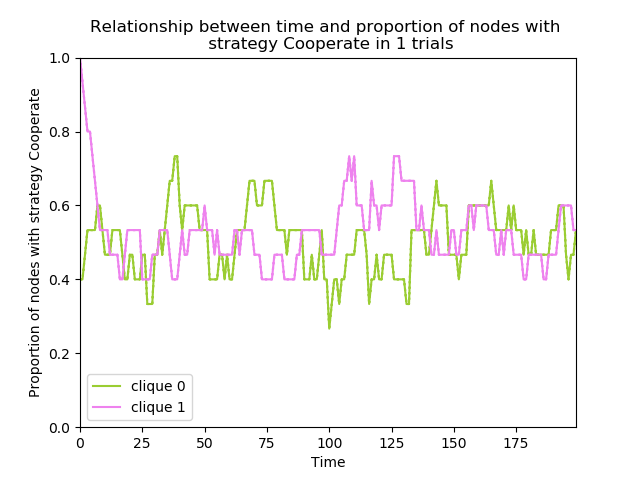 Relationship between time and proportion of nodes with
strategy Cooperate in 1 trials
Proportion of nodes with strategy Cooperate
1.0
0.8
0.6
0.4
0.2
0.0
clique 0
clique 1
0 25 50 75 100 125 150 175
Time